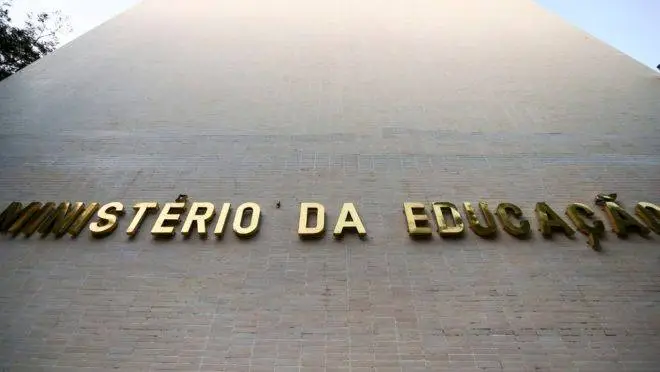 MINISTÉRIO DA EDUCAÇÃO